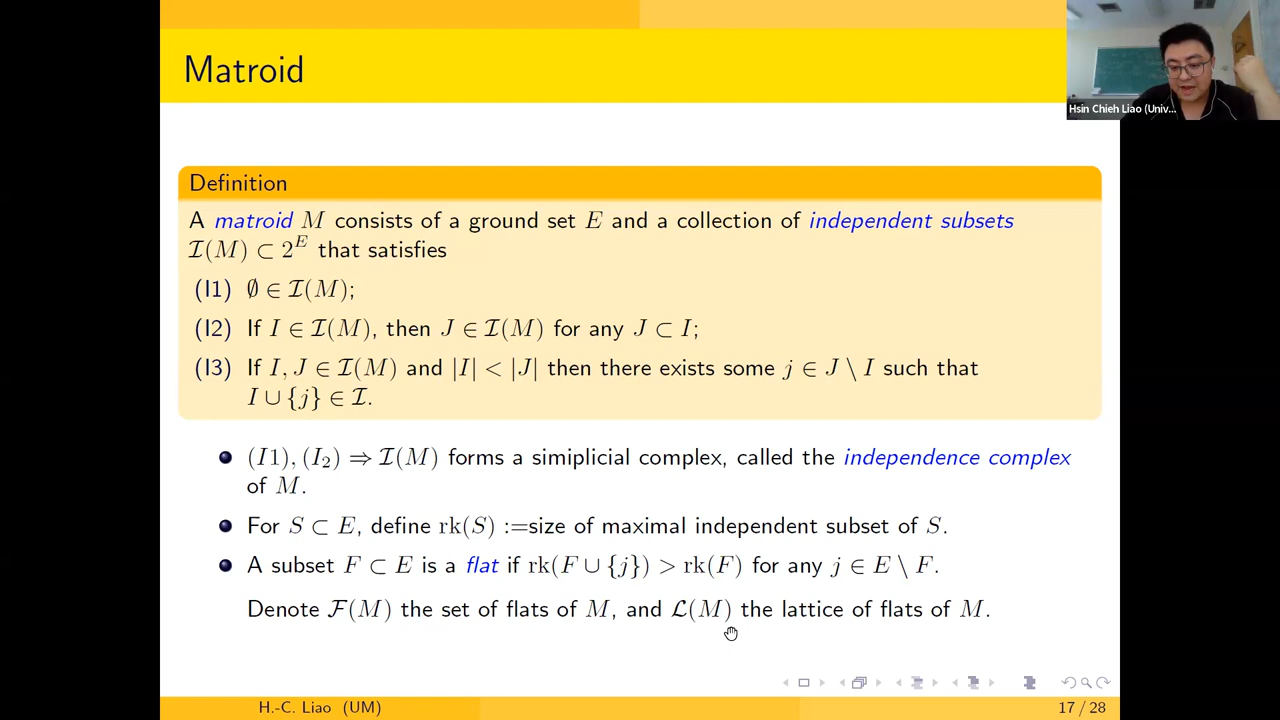 Matroid
Hsin Chieh Liao (Univ...
Definition
A matroid M consists of a ground set E and a collection of independent subsets
ℐ(M) ⊂ 2^E that satisfies
(I1) ∅ ∈ ℐ(M);
(I2) If I ∈ ℐ(M), then J ∈ ℐ(M) for any J ⊂ I;
(I3) If I, J ∈ ℐ(M) and |I| < |J| then there exists some j ∈ J \ I such that
I ∪ {j} ∈ ℐ.
(I1), (I₂) ⇒ ℐ(M) forms a simiplicial complex, called the independence complex
of M.
For S ⊂ E, define rk(S) :=size of maximal independent subset of S.
A subset F ⊂ E is a flat if rk(F ∪ {j}) > rk(F) for any j ∈ E \ F.
Denote ℱ(M) the set of flats of M, and ℒ(M) the lattice of flats of M.
H.-C. Liao (UM)
17 / 28